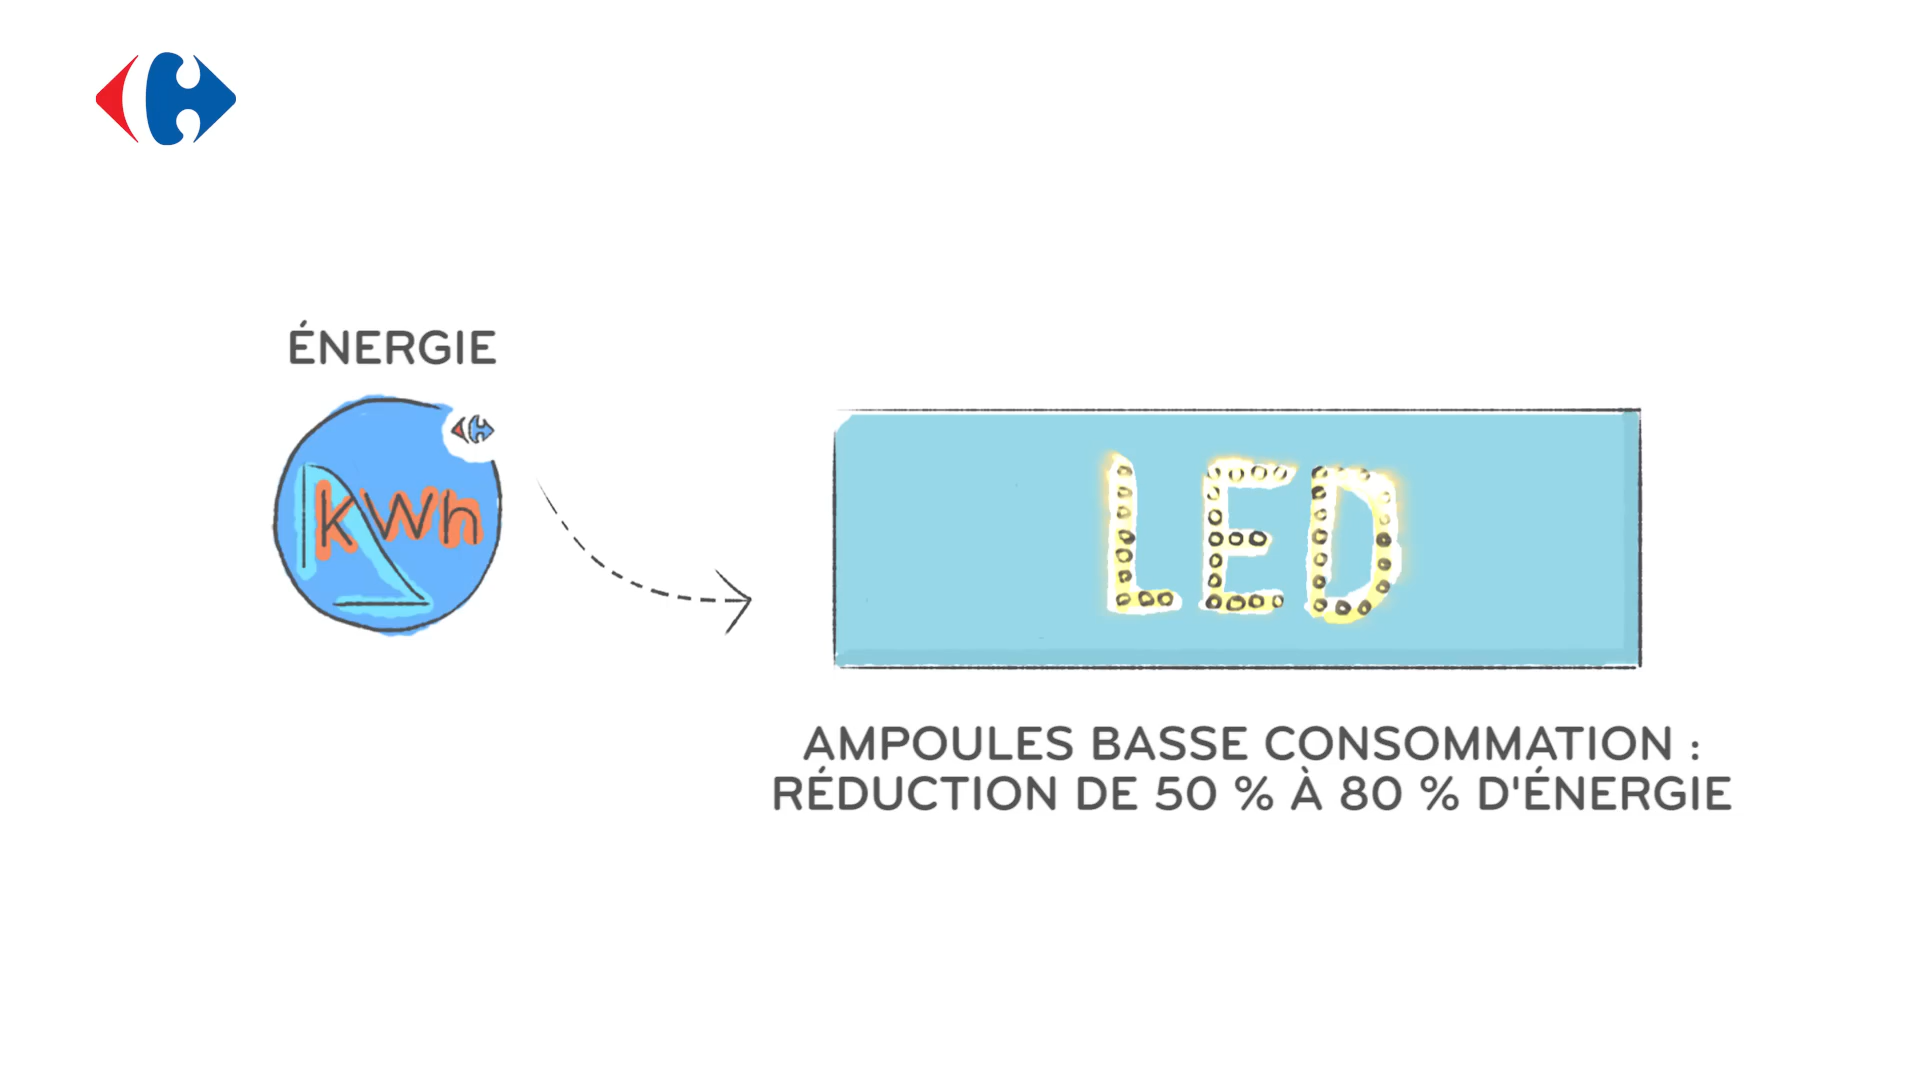 ÉNERGIE
kWh
LED
AMPOULES BASSE CONSOMMATION :
RÉDUCTION DE 50 % À 80 % D'ÉNERGIE